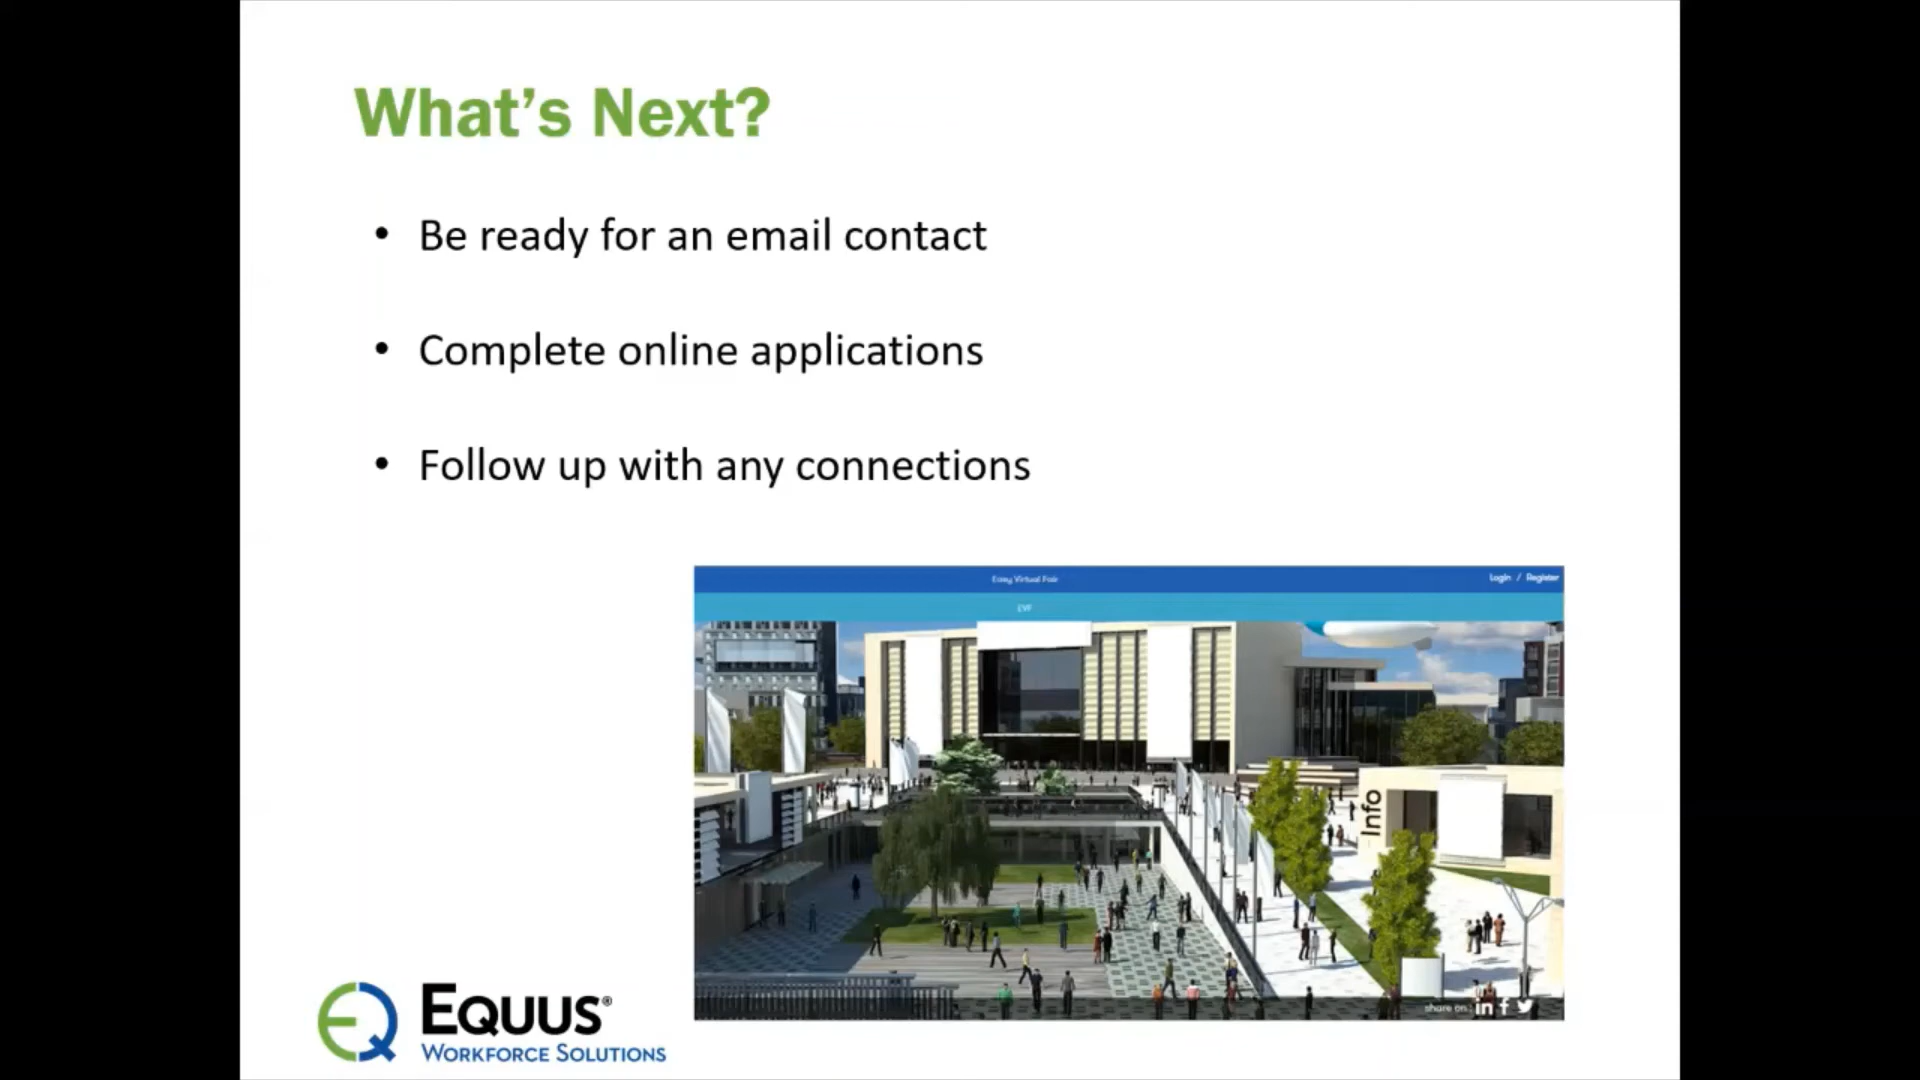 What’s Next?
• Be ready for an email contact
• Complete online applications
• Follow up with any connections
Easy Virtual Fair
Login / Register
EVF
Info
share on:
EQUUS®
WORKFORCE SOLUTIONS